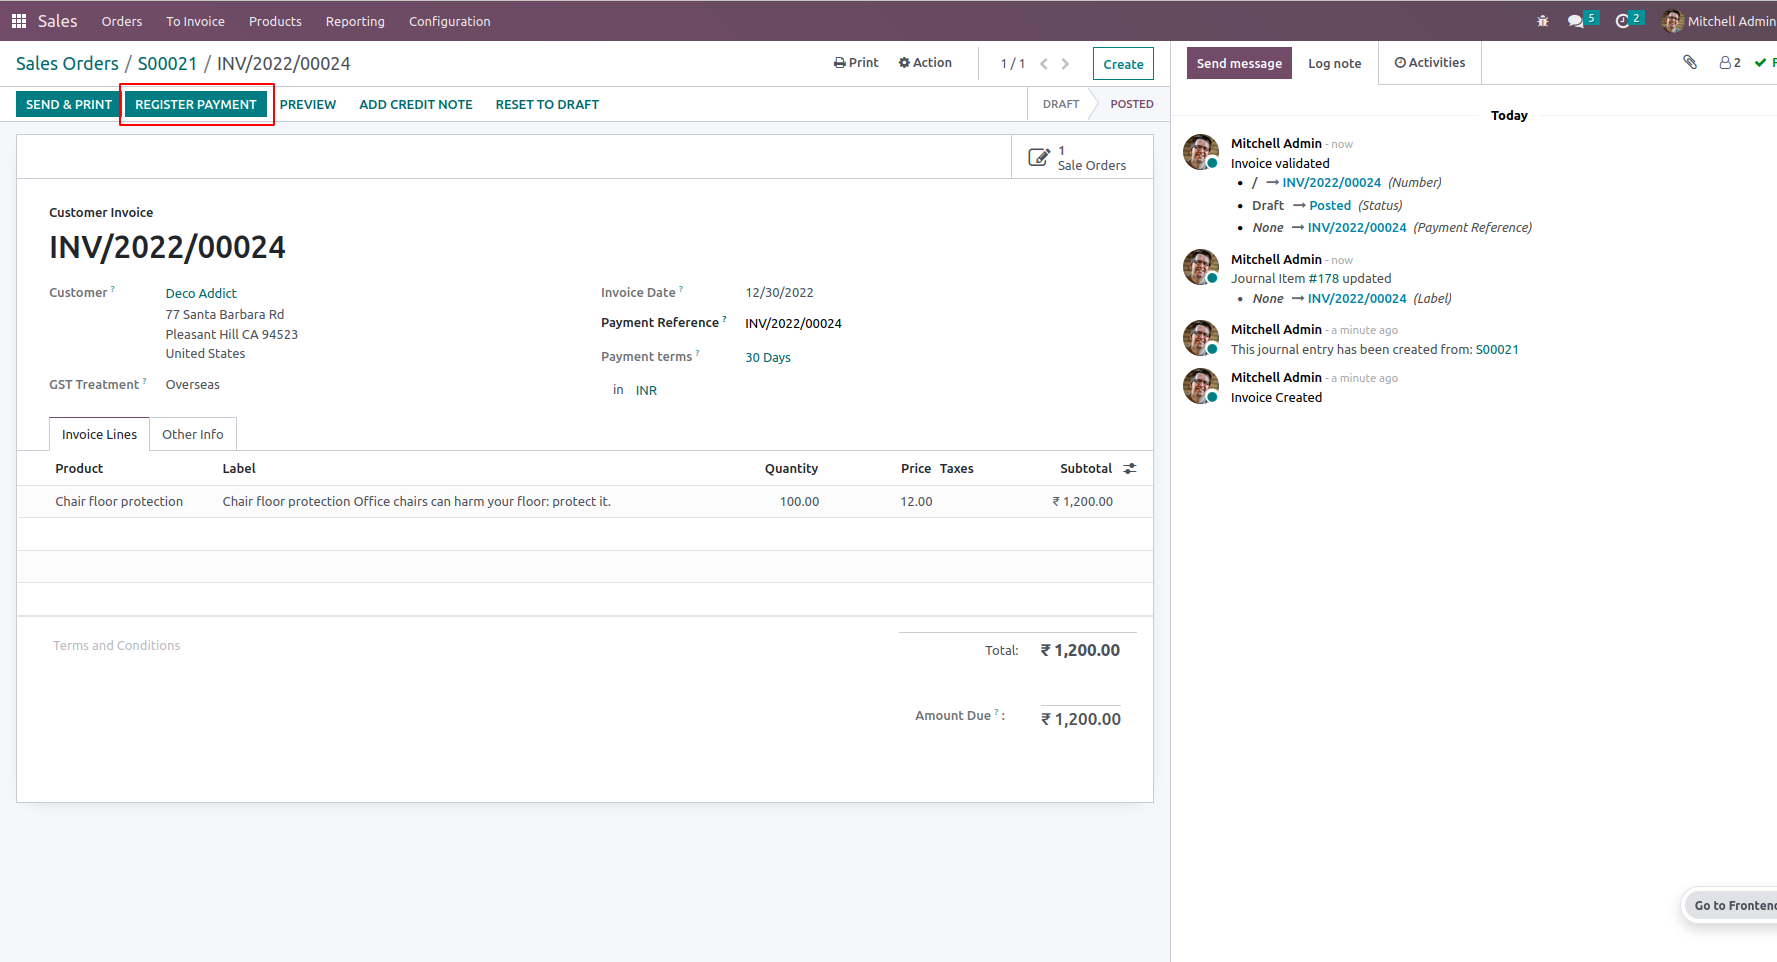 Sales Orders To Invoice Products Reporting Configuration 5 2 Mitchell Admin
Sales Orders / S00021 / INV/2022/00024 Print Action 1 / 1 Create
SEND & PRINT REGISTER PAYMENT PREVIEW ADD CREDIT NOTE RESET TO DRAFT DRAFT POSTED
1
Sale Orders
Customer Invoice
INV/2022/00024
Customer ? Deco Addict
77 Santa Barbara Rd
Pleasant Hill CA 94523
United States
GST Treatment ? Overseas
Invoice Date ? 12/30/2022
Payment Reference ? INV/2022/00024
Payment terms ? 30 Days
in INR
Invoice Lines Other Info
Product Label Quantity Price Taxes Subtotal
Chair floor protection Chair floor protection Office chairs can harm your floor: protect it. 100.00 12.00 ₹ 1,200.00
Terms and Conditions
Total: ₹ 1,200.00
Amount Due ? : ₹ 1,200.00
Send message Log note Activities 2 F
Today
Mitchell Admin - now
Invoice validated
• / → INV/2022/00024 (Number)
• Draft → Posted (Status)
• None → INV/2022/00024 (Payment Reference)
Mitchell Admin - now
Journal Item #178 updated
• None → INV/2022/00024 (Label)
Mitchell Admin - a minute ago
This journal entry has been created from: S00021
Mitchell Admin - a minute ago
Invoice Created
Go to Frontend